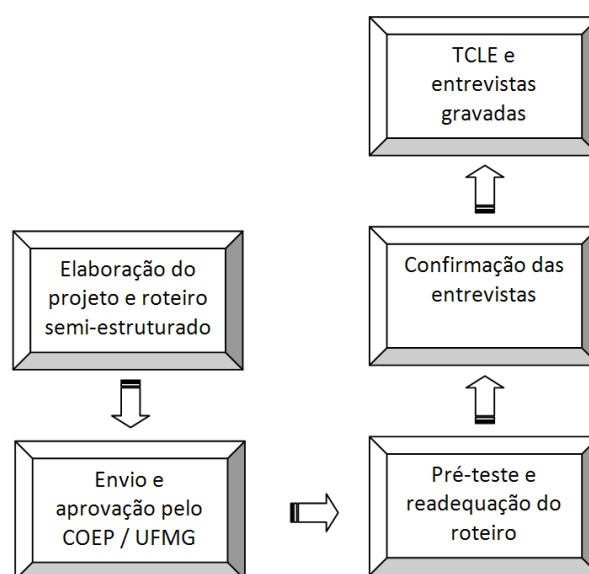 Elaboração do
projeto e roteiro
semi-estruturado
Envio e
aprovação pelo
COEP / UFMG
Pré-teste e
readequação do
roteiro
Confirmação das
entrevistas
TCLE e
entrevistas
gravadas